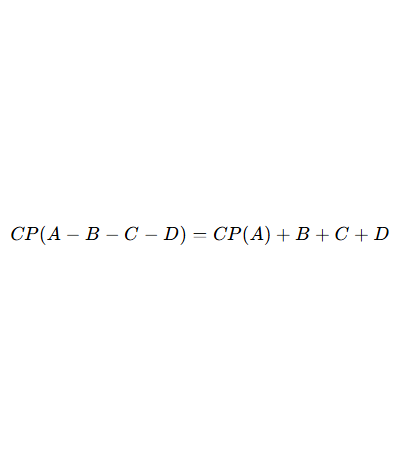 CP(A − B − C − D) = CP(A) + B + C + D